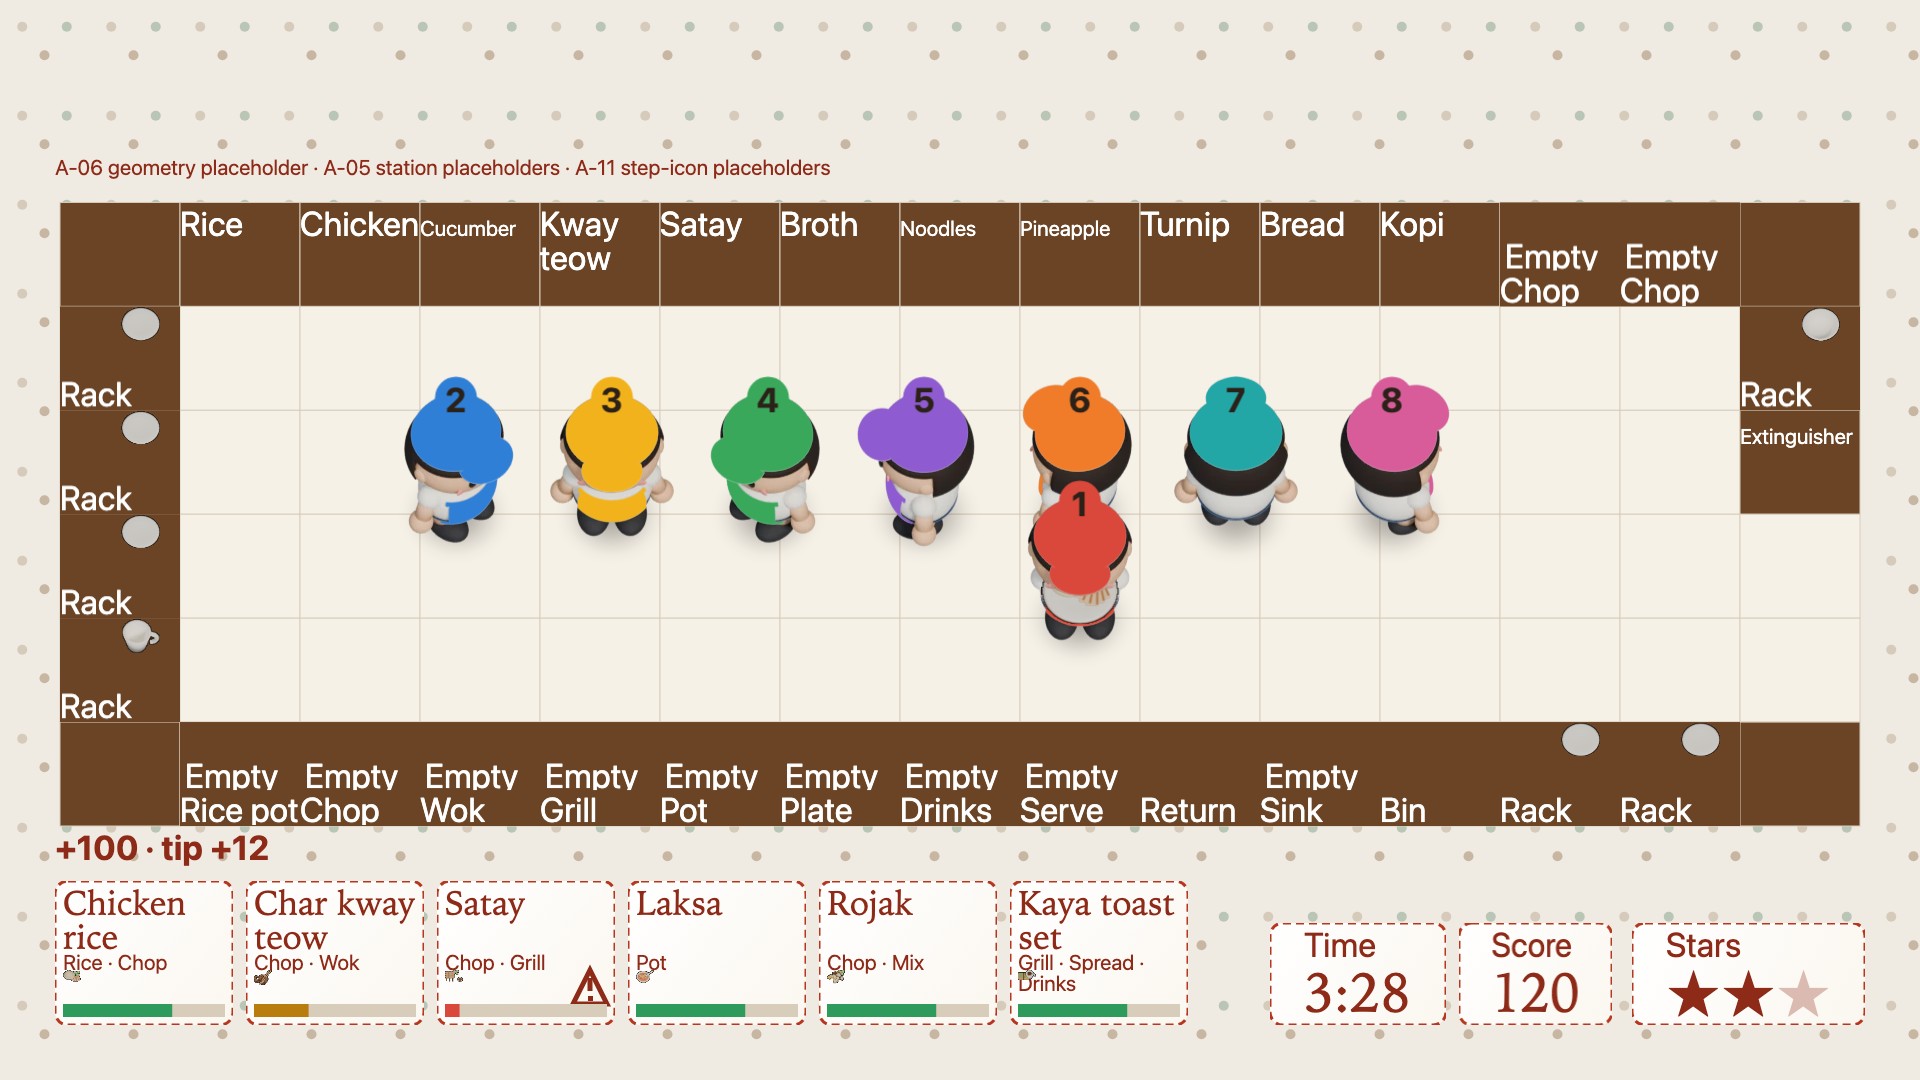 A-06 geometry placeholder · A-05 station placeholders · A-11 step-icon placeholders
Rice
Chicken
Cucumber
Kway
teow
Satay
Broth
Noodles
Pineapple
Turnip
Bread
Kopi
Empty
Chop
Empty
Chop
Rack
Rack
2
3
4
5
6
7
8
Extinguisher
Rack
1
Rack
Rack
Empty
Rice pot
Empty
Chop
Empty
Wok
Empty
Grill
Empty
Pot
Empty
Plate
Empty
Drinks
Empty
Serve
Return
Empty
Sink
Bin
Rack
Rack
+100 · tip +12
Chicken
rice
Rice · Chop
Char kway
teow
Chop · Wok
Satay
Chop · Grill
Laksa
Pot
Rojak
Chop · Mix
Kaya toast
set
Grill · Spread ·
Drinks
Time
3:28
Score
120
Stars